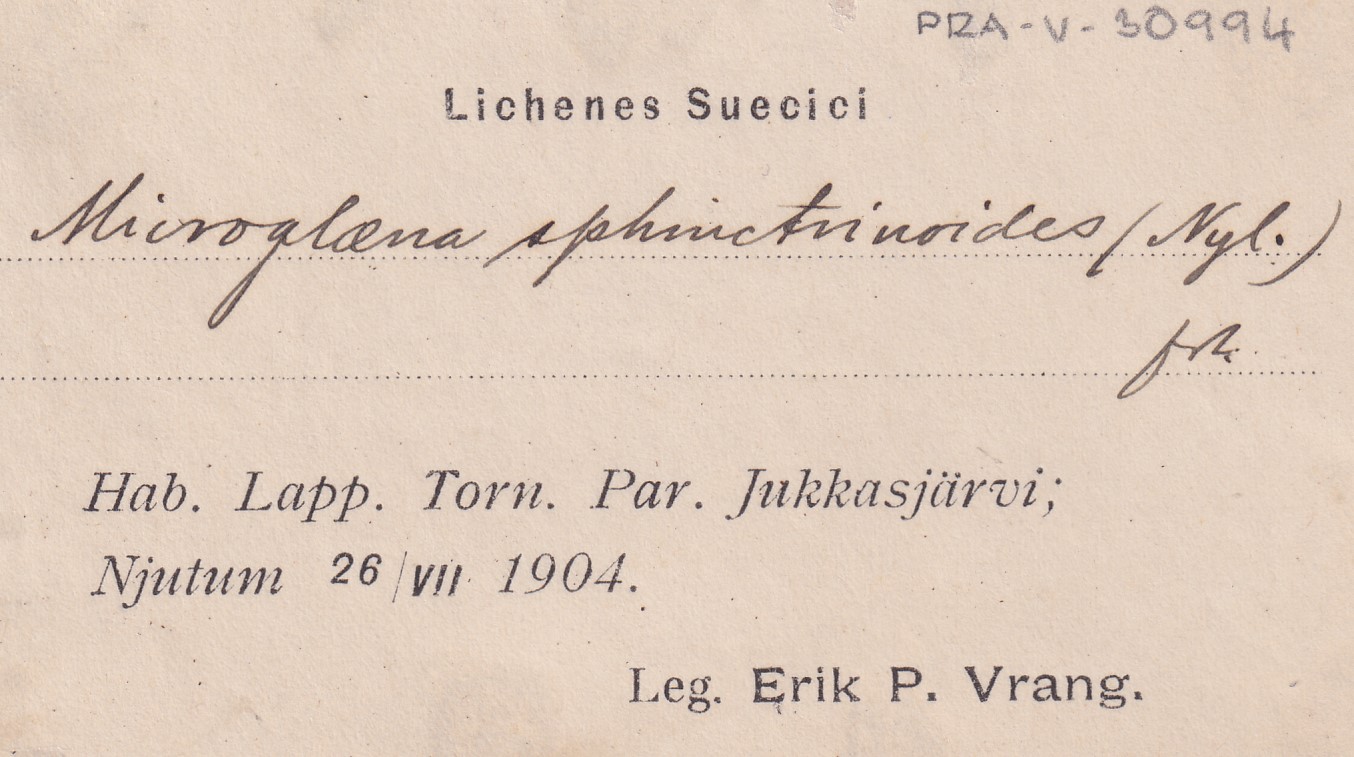 PRA-V-30994
Lichenes Suecici
Microglæna sphinctrinoides (Nyl.)
Hab. Lapp. Torn. Par. Jukkasjärvi;
Njutum 26/VII 1904.
Leg. Erik P. Vrang.